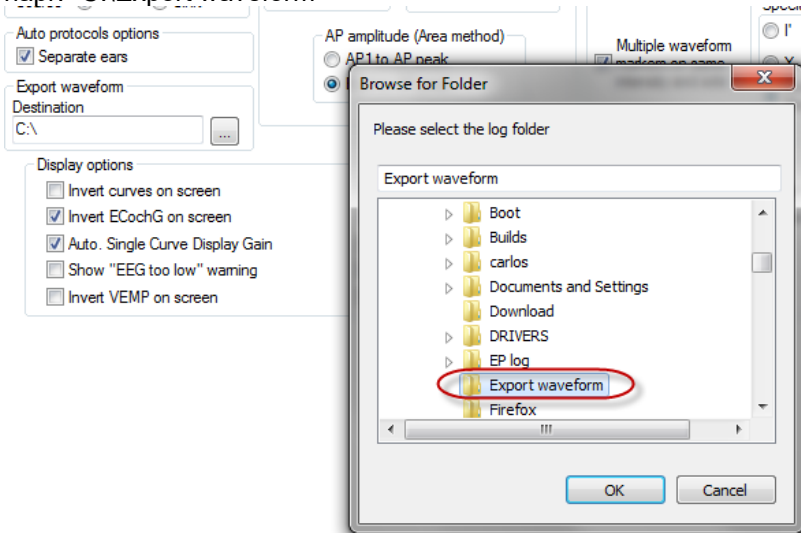 Auto protocols options
Separate ears
Export waveform
Destination
C:\
...
AP amplitude (Area method)
AP1 to AP peak
Multiple waveform
Display options
Invert curves on screen
Invert ECochG on screen
Auto. Single Curve Display Gain
Show "EEG too low" warning
Invert VEMP on screen
Browse for Folder
Please select the log folder
Export waveform
Boot
Builds
carlos
Documents and Settings
Download
DRIVERS
EP log
Export waveform
Firefox
OK
Cancel